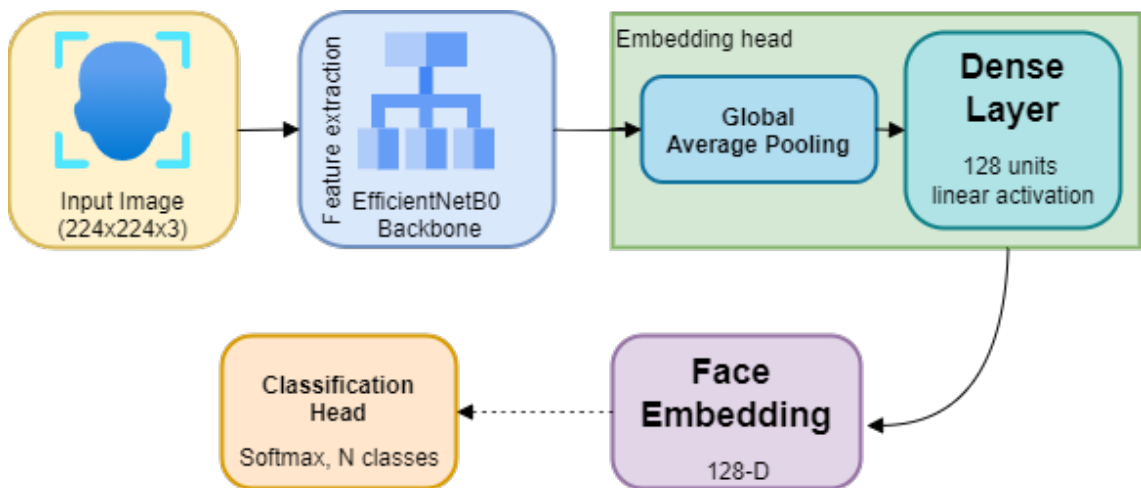 Input Image
(224x224x3)
Feature extraction
EfficientNetB0
Backbone
Embedding head
Global
Average Pooling
Dense
Layer
128 units
linear activation
Classification
Head
Softmax, N classes
Face
Embedding
128-D